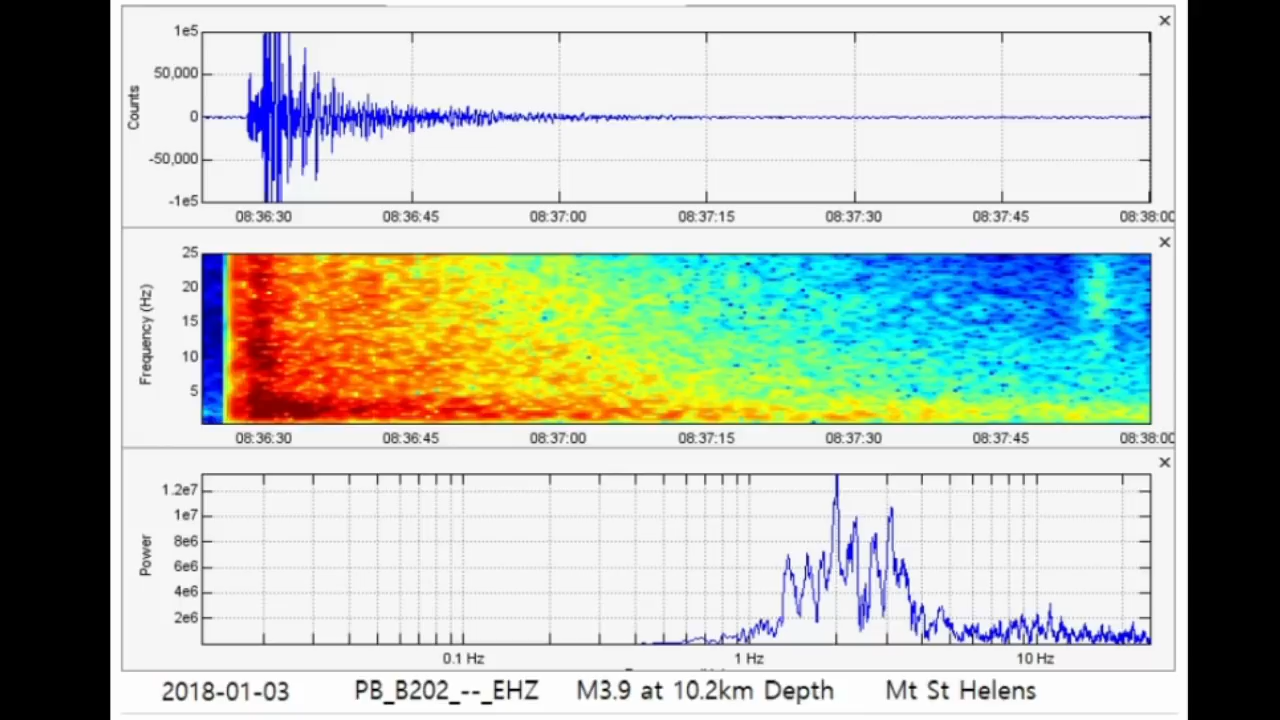 ×
1e5
50,000
0
-50,000
-1e5
Counts
08:36:30 08:36:45 08:37:00 08:37:15 08:37:30 08:37:45 08:38:00
×
25
20
15
10
5
Frequency (Hz)
08:36:30 08:36:45 08:37:00 08:37:15 08:37:30 08:37:45 08:38:00
×
1.2e7
1e7
8e6
6e6
4e6
2e6
Power
0.1 Hz 1 Hz 10 Hz
2018-01-03 PB_B202_--_EHZ M3.9 at 10.2km Depth Mt St Helens